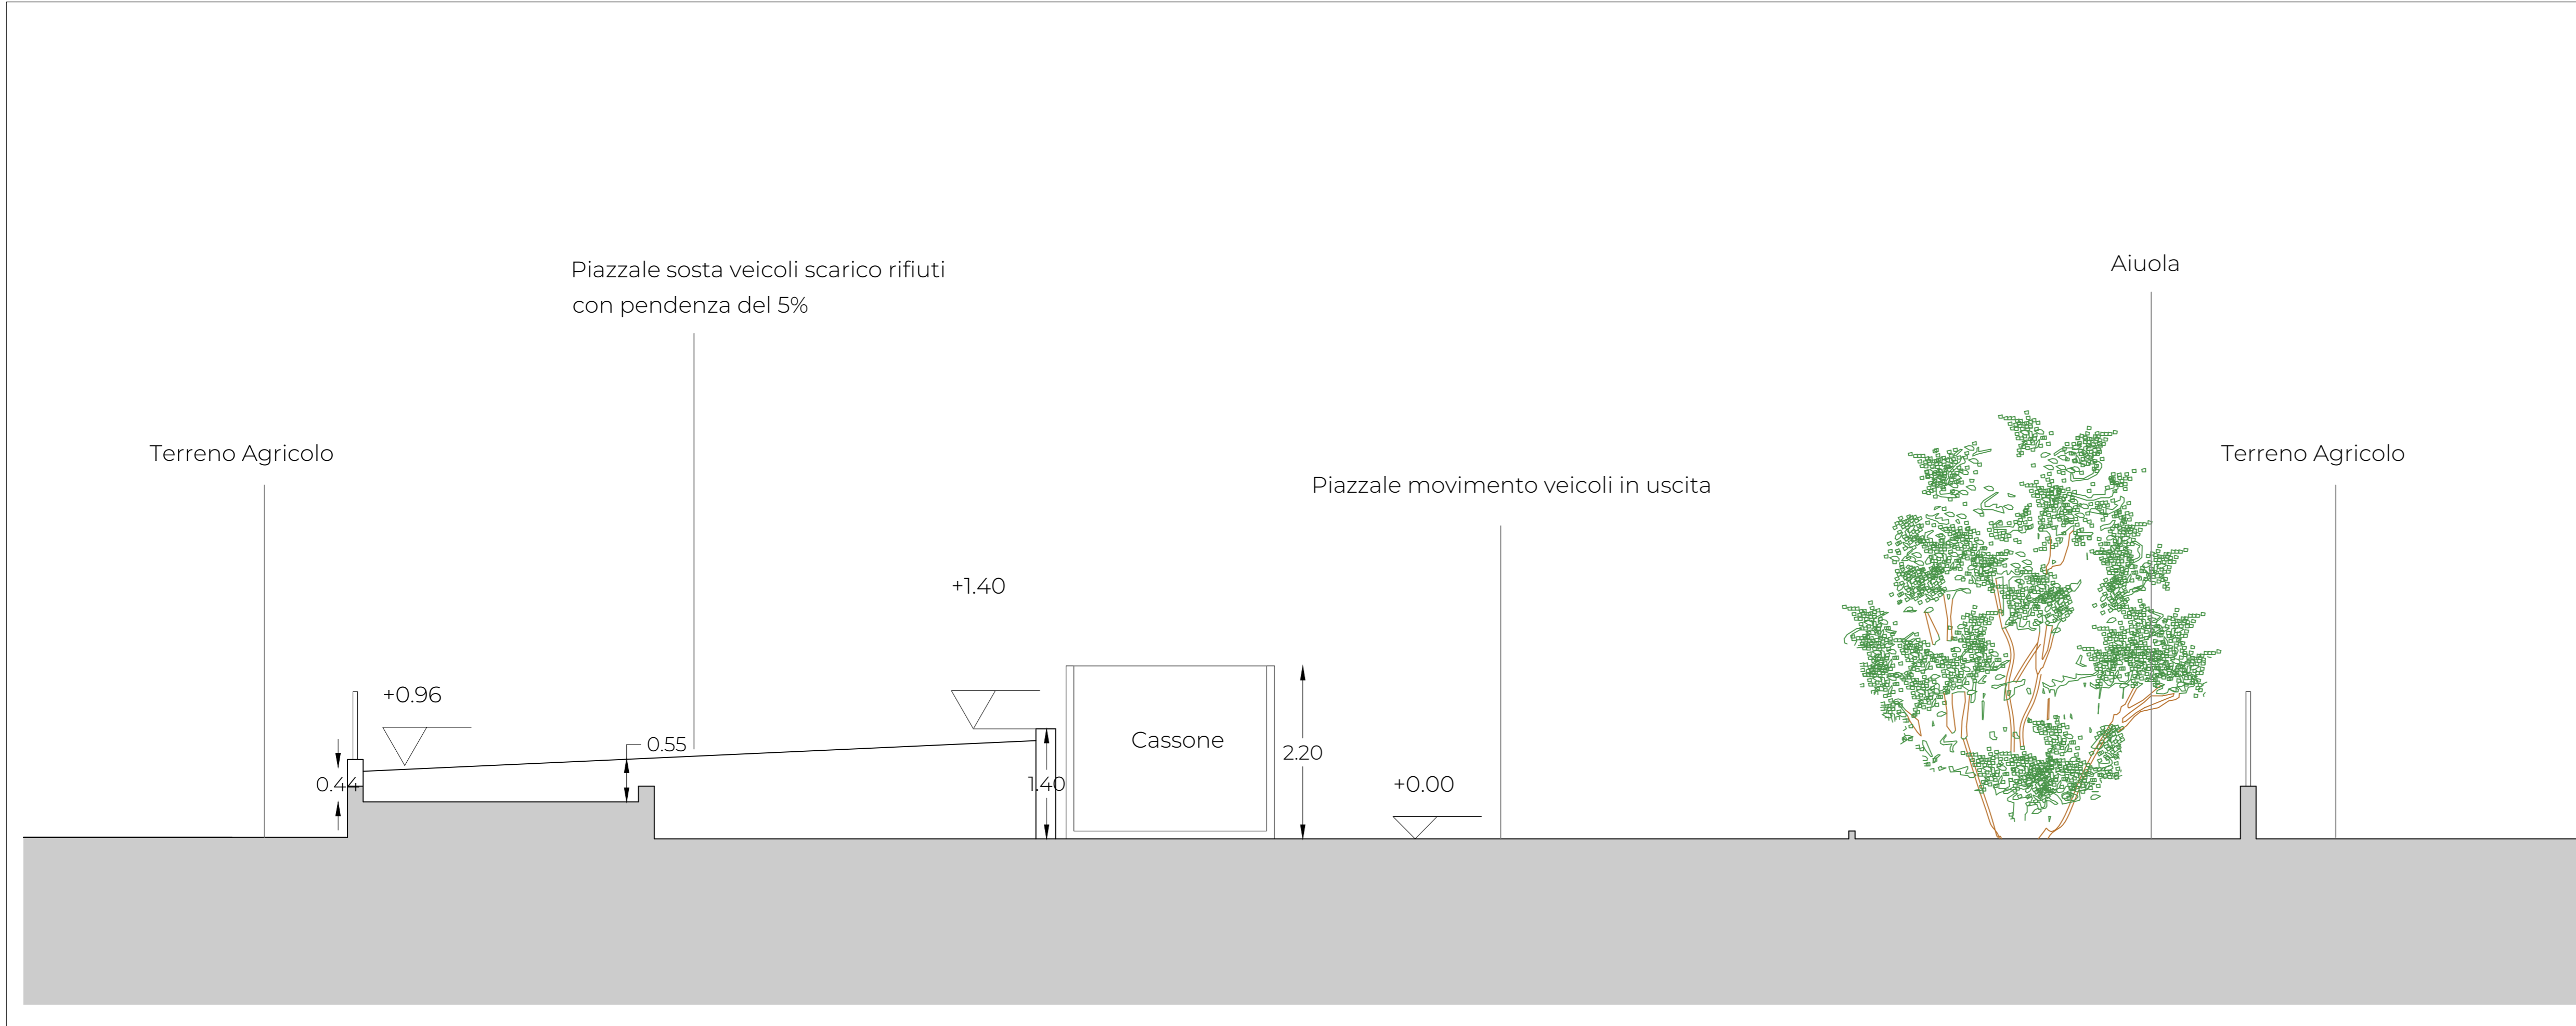 Aiuola
Piazzale sosta veicoli scarico rifiuti
con pendenza del 5%
Terreno Agricolo
Terreno Agricolo
Piazzale movimento veicoli in uscita
+1.40
+0.96
0.55
Cassone
2.20
0.44
1.40
+0.00